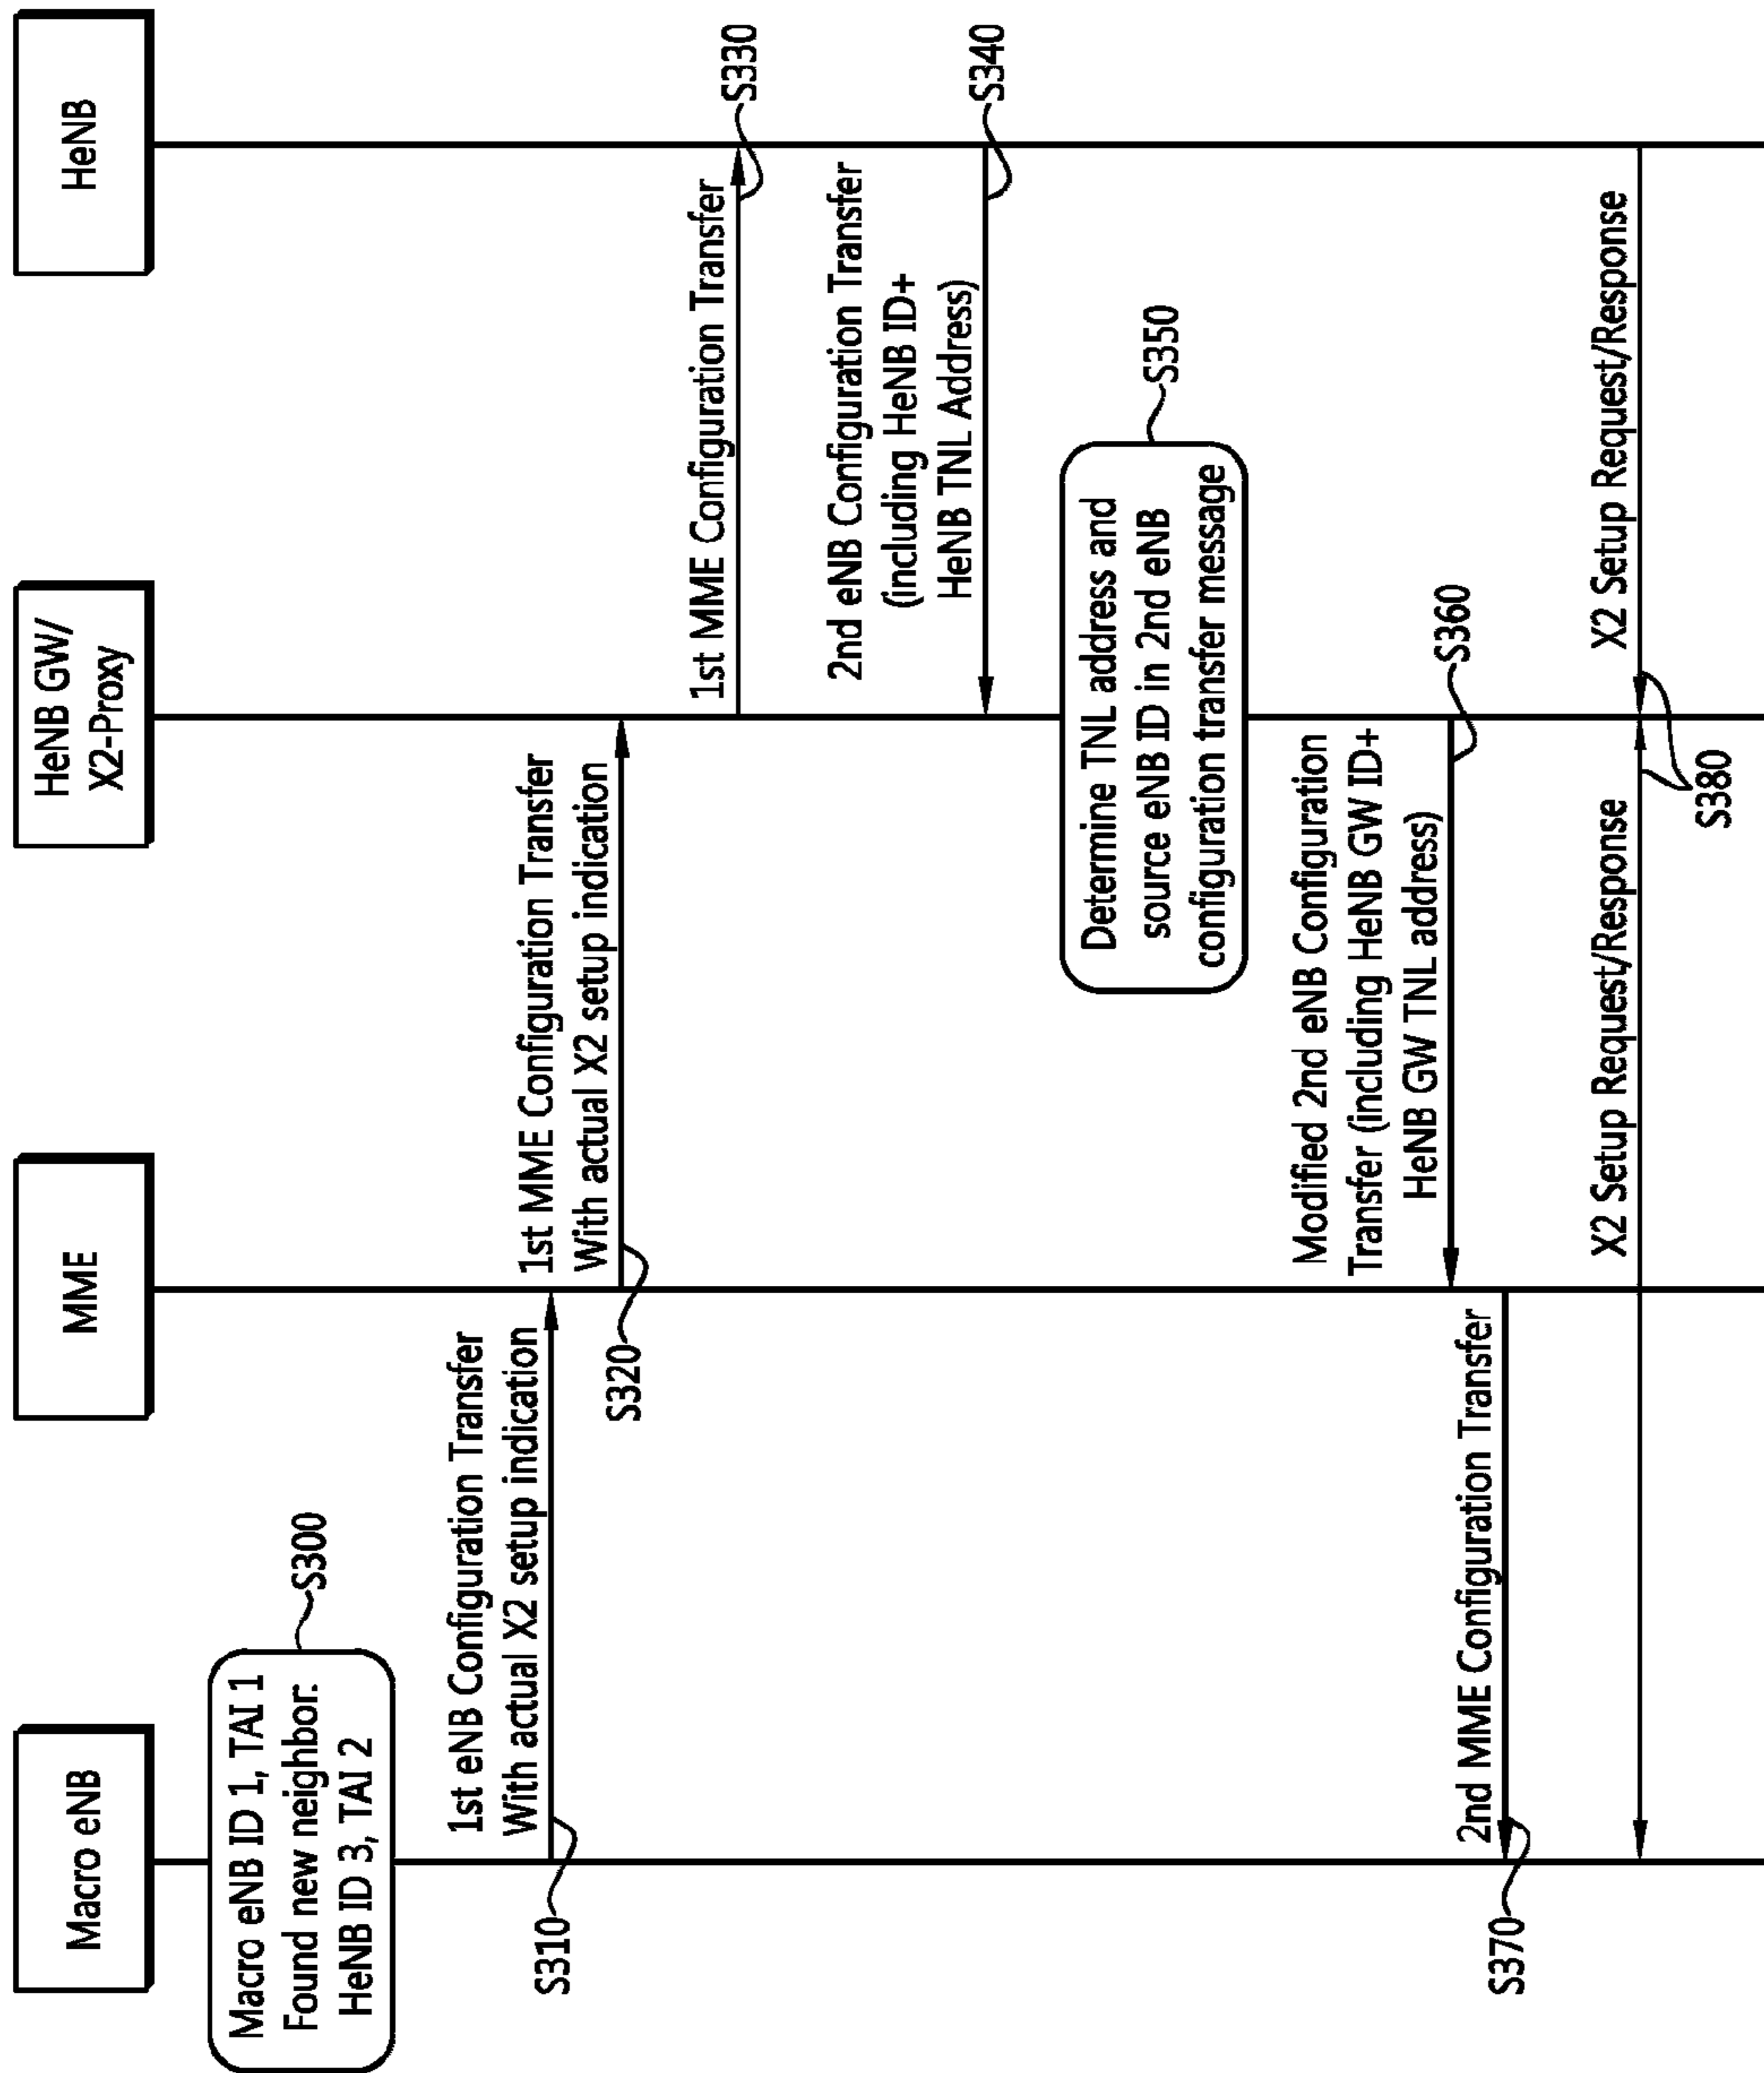 Macro eNB
MME
HeNB GW/
X2-Proxy
HeNB
Macro eNB ID 1, TAI 1
Found new neighbor:
HeNB ID 3, TAI 2
S300
1st eNB Configuration Transfer
With actual X2 setup indication
S310
1st MME Configuration Transfer
With actual X2 setup indication
S320
1st MME Configuration Transfer
S330
2nd eNB Configuration Transfer
(including HeNB ID+
HeNB TNL Address)
S340
Determine TNL address and
source eNB ID in 2nd eNB
configuration transfer message
S350
Modified 2nd eNB Configuration
Transfer (including HeNB GW ID+
HeNB GW TNL address)
S360
2nd MME Configuration Transfer
S370
X2 Setup Request/Response
X2 Setup Request/Response
S380